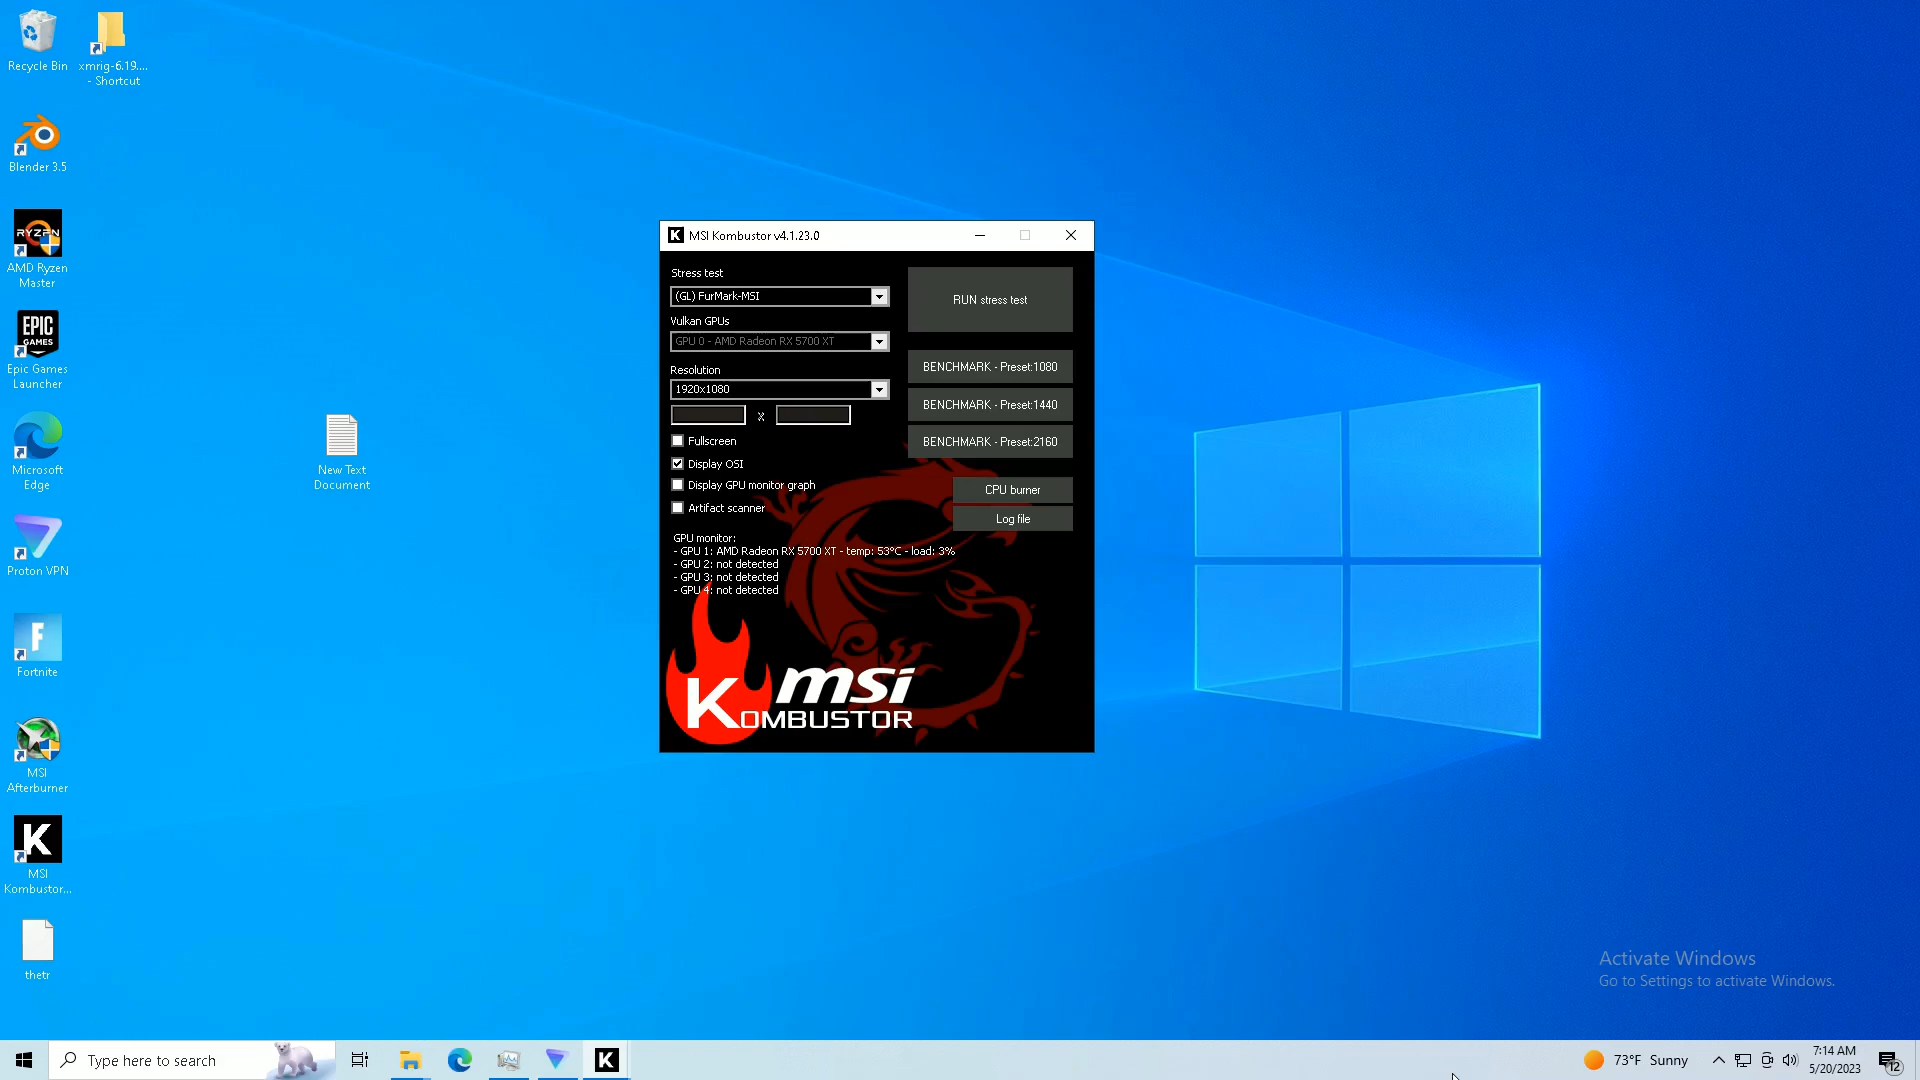 Recycle Bin
xmrig-6.19....
- Shortcut
Blender 3.5
RYZEN
AMD Ryzen
Master
EPIC
GAMES
Epic Games
Launcher
Microsoft
Edge
New Text
Document
Proton VPN
F
Fortnite
MSI
Afterburner
K
MSI
Kombustor...
thetr
K MSI Kombustor v4.1.23.0
Stress test
(GL) FurMark-MSI
RUN stress test
Vulkan GPUs
GPU 0 - AMD Radeon RX 5700 XT
BENCHMARK - Preset:1080
Resolution
1920x1080
BENCHMARK - Preset:1440
x
Fullscreen
BENCHMARK - Preset:2160
Display OSI
Display GPU monitor graph
CPU burner
Artifact scanner
Log file
GPU monitor:
- GPU 1: AMD Radeon RX 5700 XT - temp: 53°C - load: 3%
- GPU 2: not detected
- GPU 3: not detected
- GPU 4: not detected
msi
KOMBUSTOR
Activate Windows
Go to Settings to activate Windows.
Type here to search
K
73°F Sunny
7:14 AM
5/20/2023
12